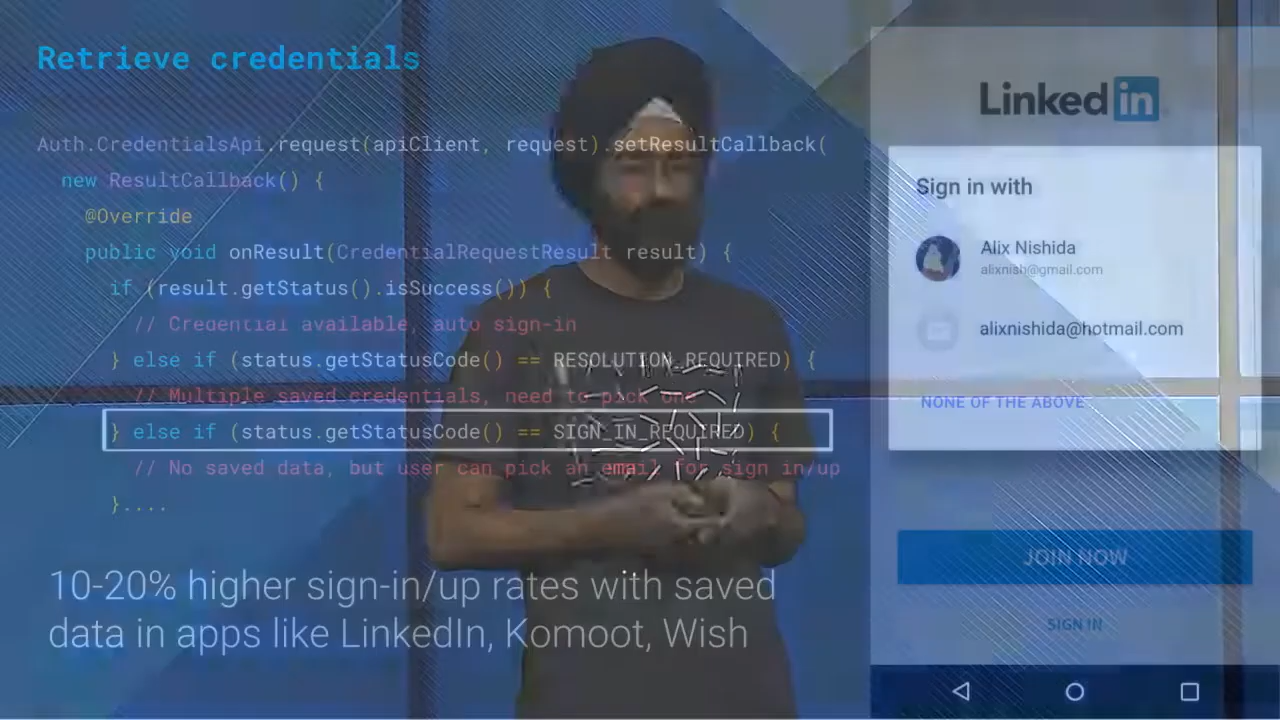 Retrieve credentials
Auth.CredentialsApi.request(apiClient, request).setResultCallback(
new ResultCallback() {
@Override
public void onResult(CredentialRequestResult result) {
if (result.getStatus().isSuccess()) {
// Credential available, auto sign-in
} else if (status.getStatusCode() == RESOLUTION_REQUIRED) {
// Multiple saved credentials, need to pick one
} else if (status.getStatusCode() == SIGN_IN_REQUIRED) {
// No saved data, but user can pick an email for sign in/up
}....
10-20% higher sign-in/up rates with saved
data in apps like LinkedIn, Komoot, Wish
Linked in
Sign in with
Alix Nishida
alixnish@gmail.com
alixnishida@hotmail.com
NONE OF THE ABOVE
JOIN NOW
SIGN IN